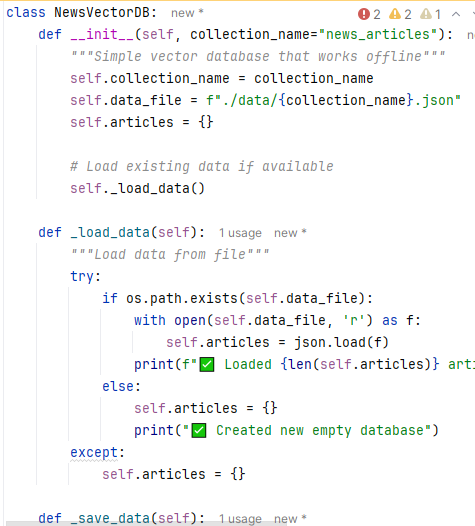 class NewsVectorDB: new *
2 2 1
def __init__(self, collection_name="news_articles"):
"""Simple vector database that works offline"""
self.collection_name = collection_name
self.data_file = f"./data/{collection_name}.json"
self.articles = {}
# Load existing data if available
self._load_data()
def _load_data(self): 1 usage new *
"""Load data from file"""
try:
if os.path.exists(self.data_file):
with open(self.data_file, 'r') as f:
self.articles = json.load(f)
print(f"✅ Loaded {len(self.articles)} arti
else:
self.articles = {}
print("✅ Created new empty database")
except:
self.articles = {}
def _save_data(self): 1 usage new *